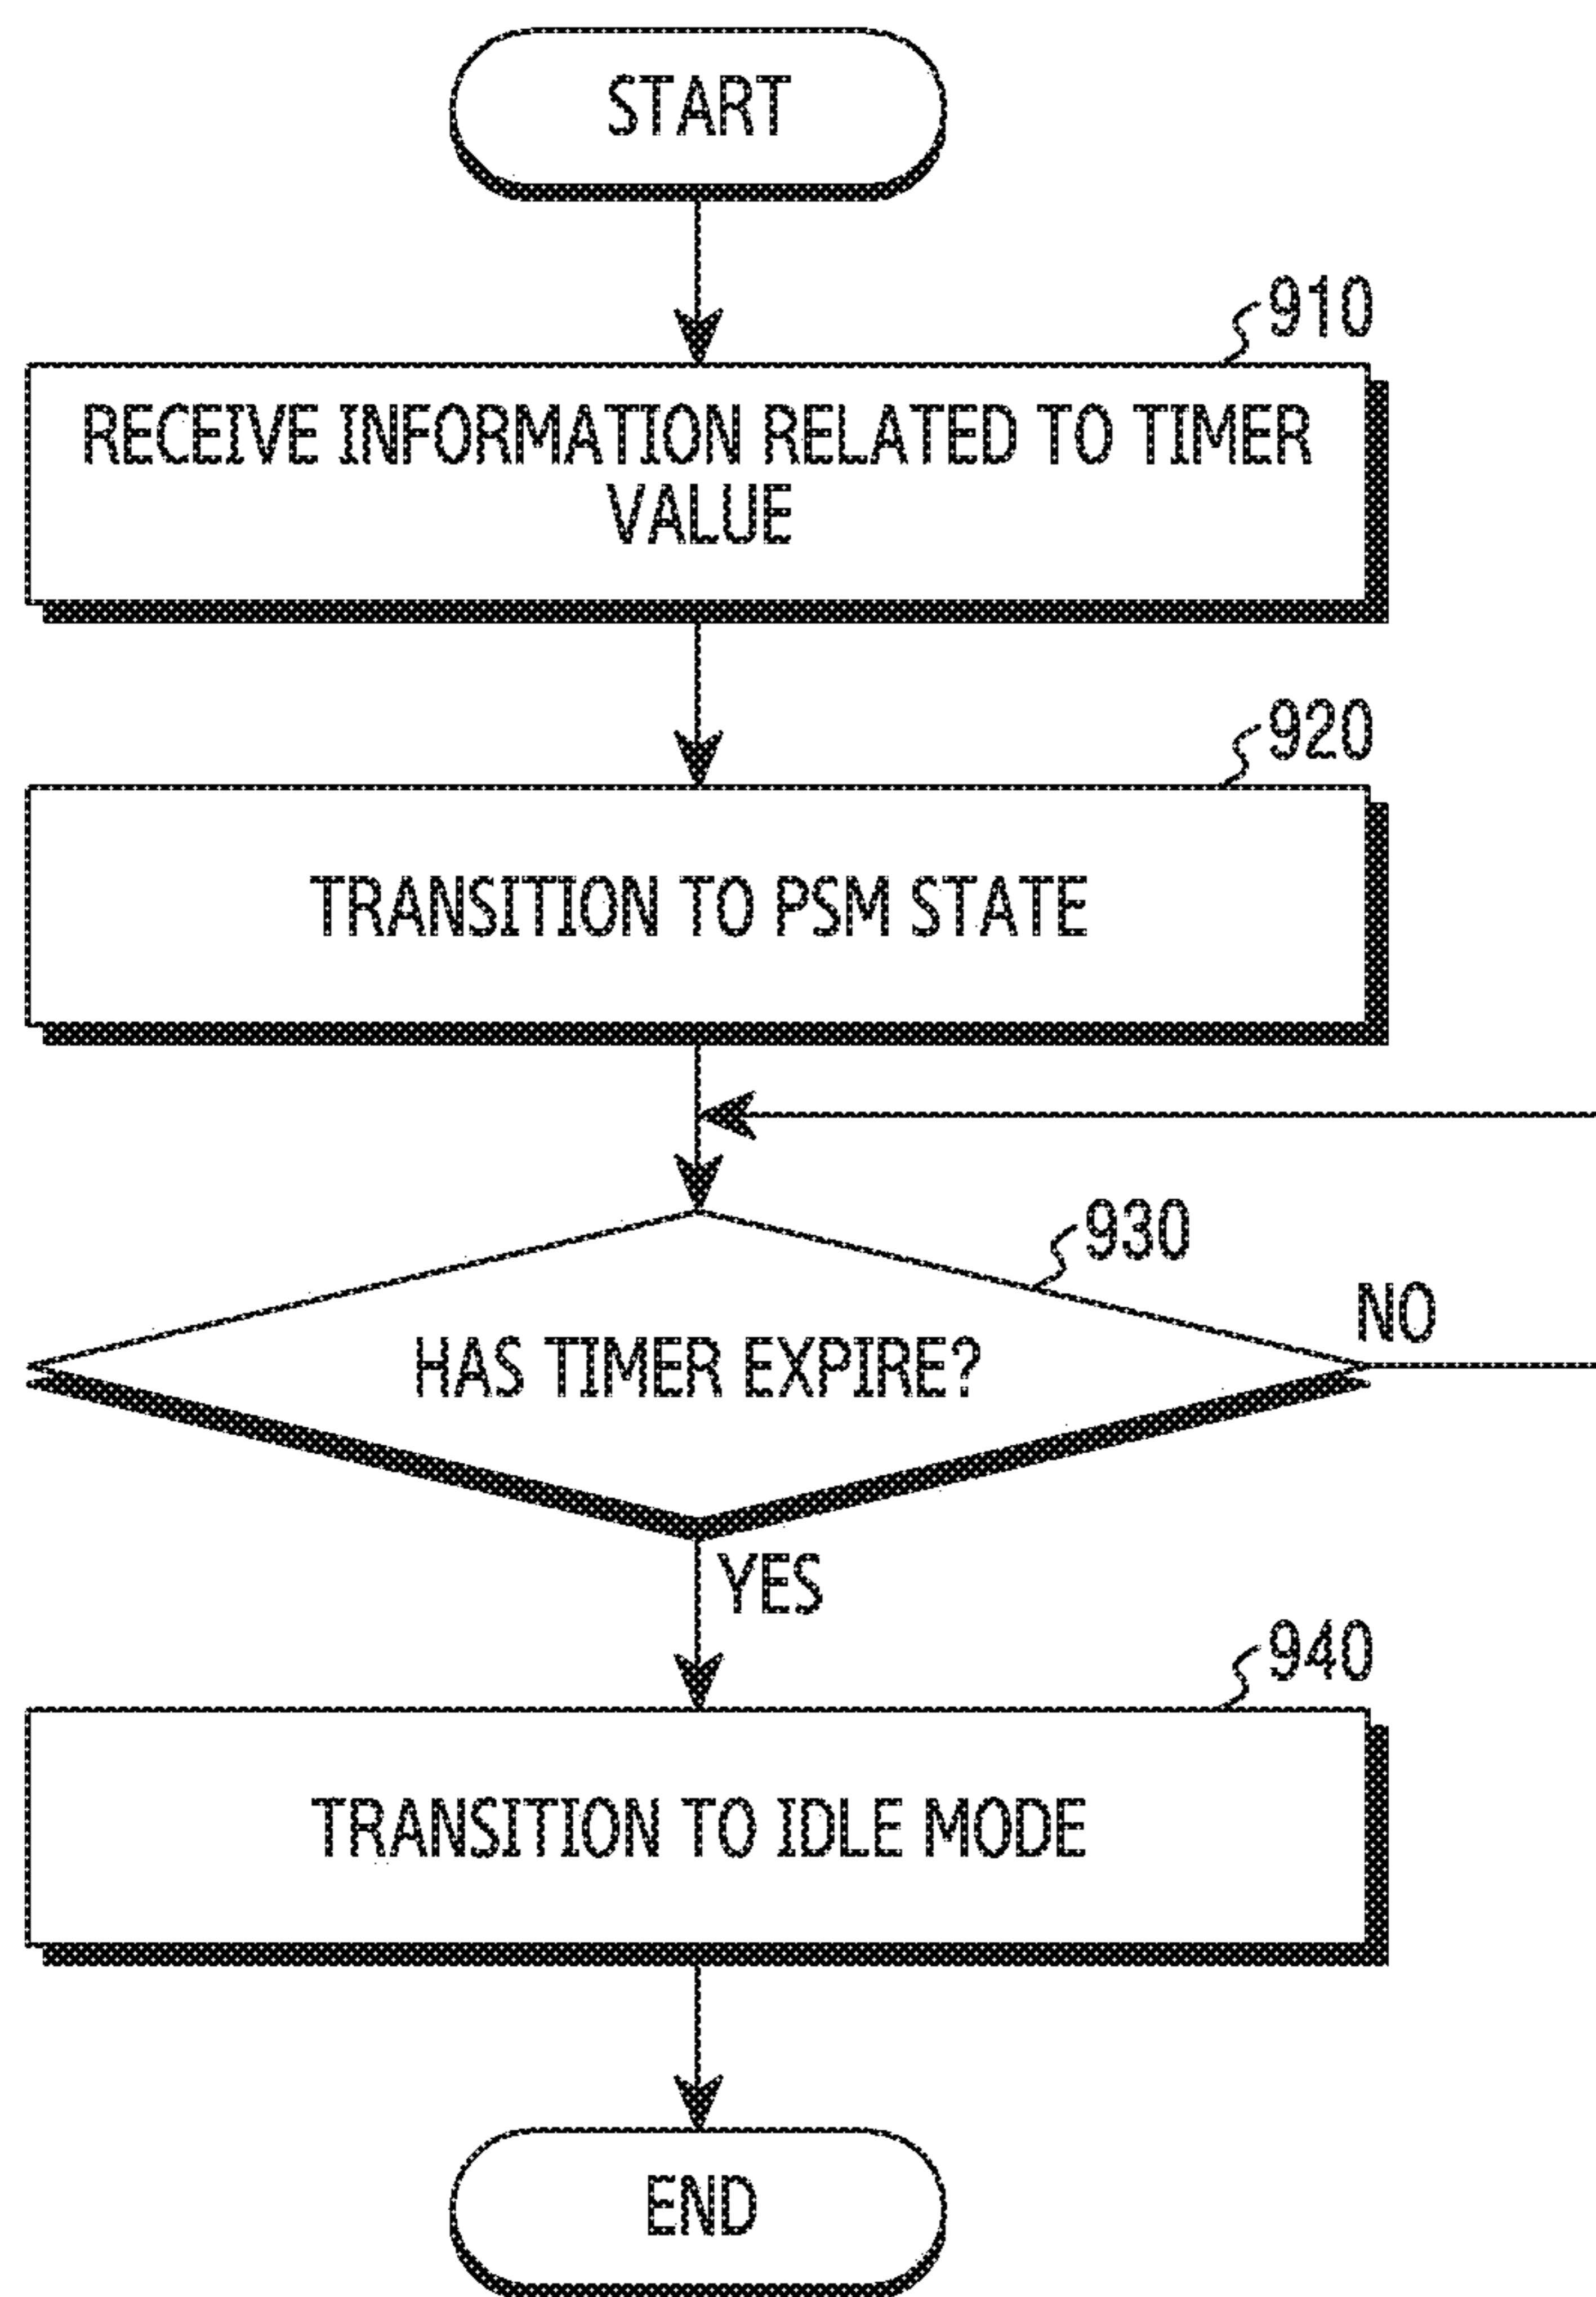 START
910
RECEIVE INFORMATION RELATED TO TIMER
VALUE
920
TRANSITION TO PSM STATE
930
NO
HAS TIMER EXPIRE?
YES
940
TRANSITION TO IDLE MODE
END